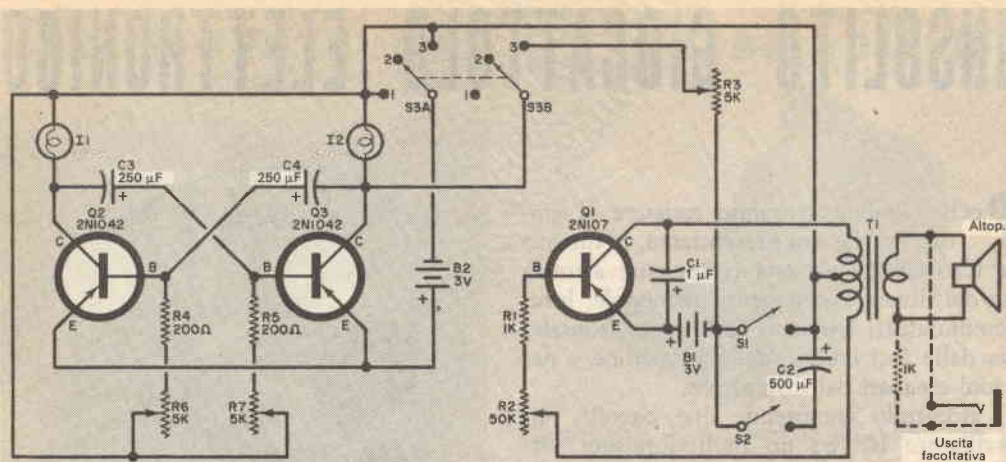 INSOLITO
ELETTRONICO
3
2
1
S3A
3
2
1
S3B
R3
5K
I1
I2
C3
250 µF
+
C4
250 µF
+
Q2
2N1042
C
B
E
Q3
2N1042
C
B
E
R4
200Ω
R5
200Ω
R6
5K
R7
5K
B2
3V
+
Q1
2N107
C
B
E
C1
1 µF
+
R1
1K
R2
50K
B1
3V
S1
S2
+
C2
500 µF
T1
Altop.
1K
Uscita
facoltativa